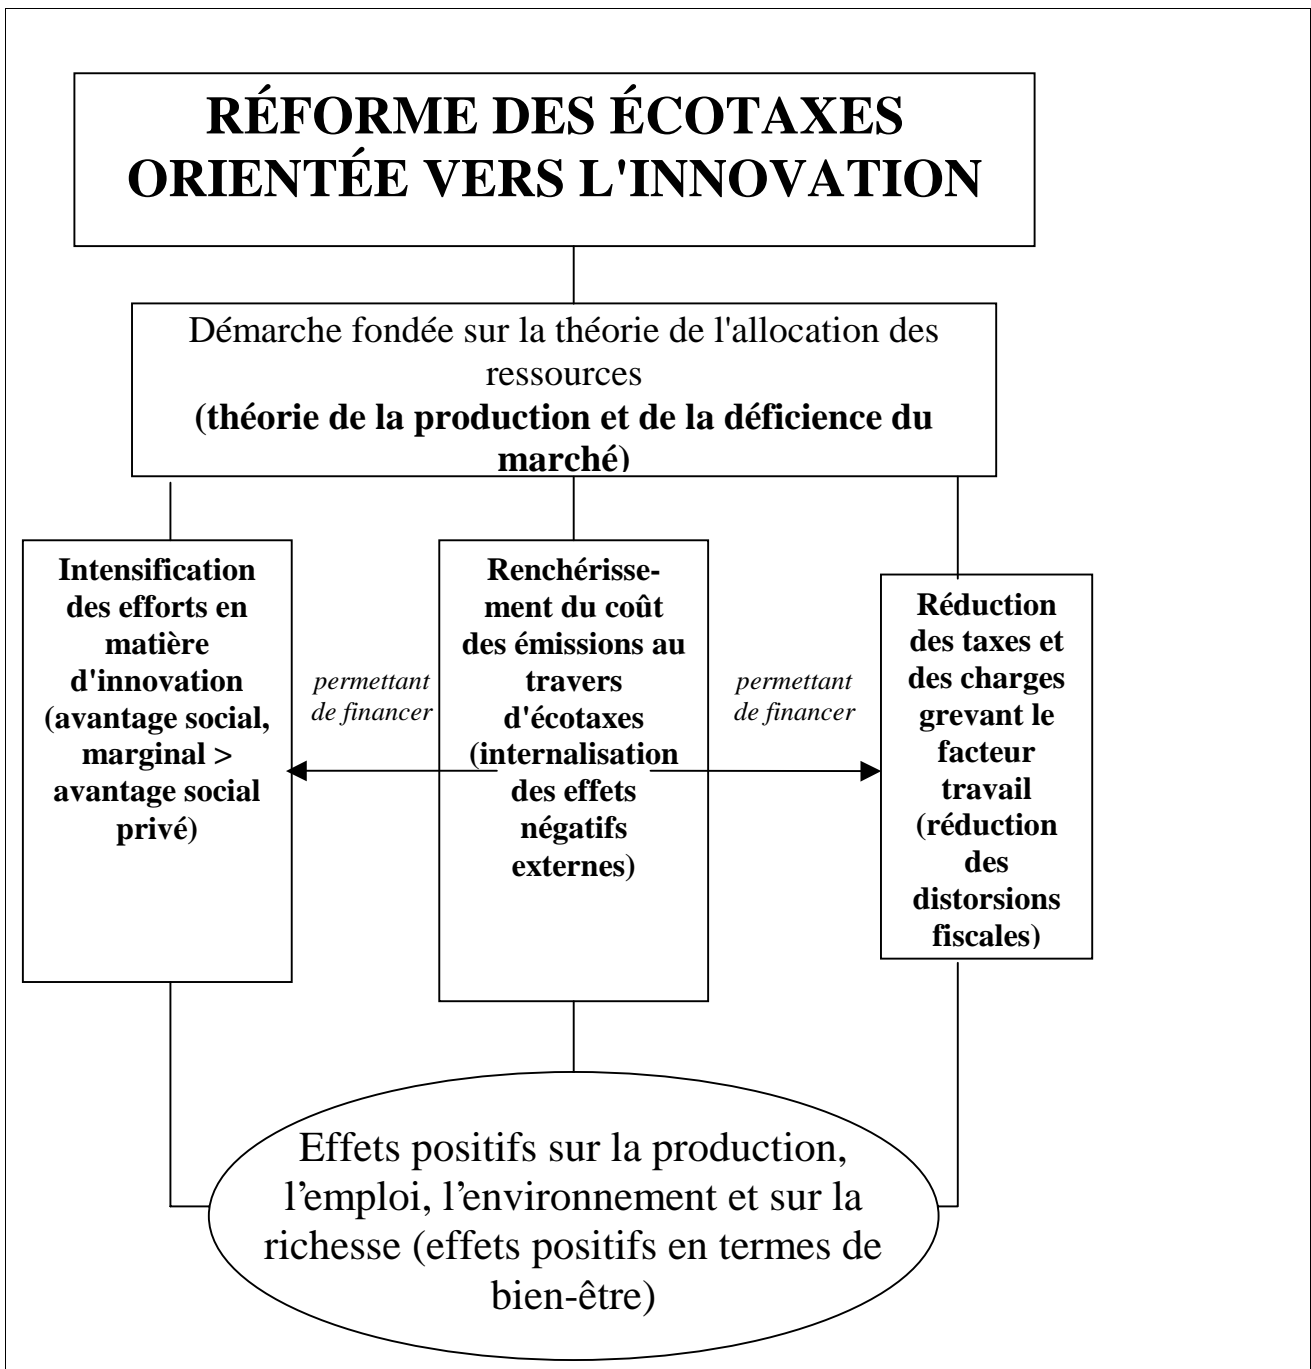 RÉFORME DES ÉCOTAXES
ORIENTÉE VERS L'INNOVATION
Démarche fondée sur la théorie de l'allocation des
ressources
(théorie de la production et de la déficience du
marché)
Intensification
des efforts en
matière
d'innovation
(avantage social,
marginal >
avantage social
privé)
permettant
de financer
Renchérisse-
ment du coût
des émissions au
travers
d'écotaxes
(internalisation
des effets
négatifs
externes)
permettant
de financer
Réduction
des taxes et
des charges
grevant le
facteur
travail
(réduction
des
distorsions
fiscales)
Effets positifs sur la production,
l’emploi, l’environnement et sur la
richesse (effets positifs en termes de
bien-être)